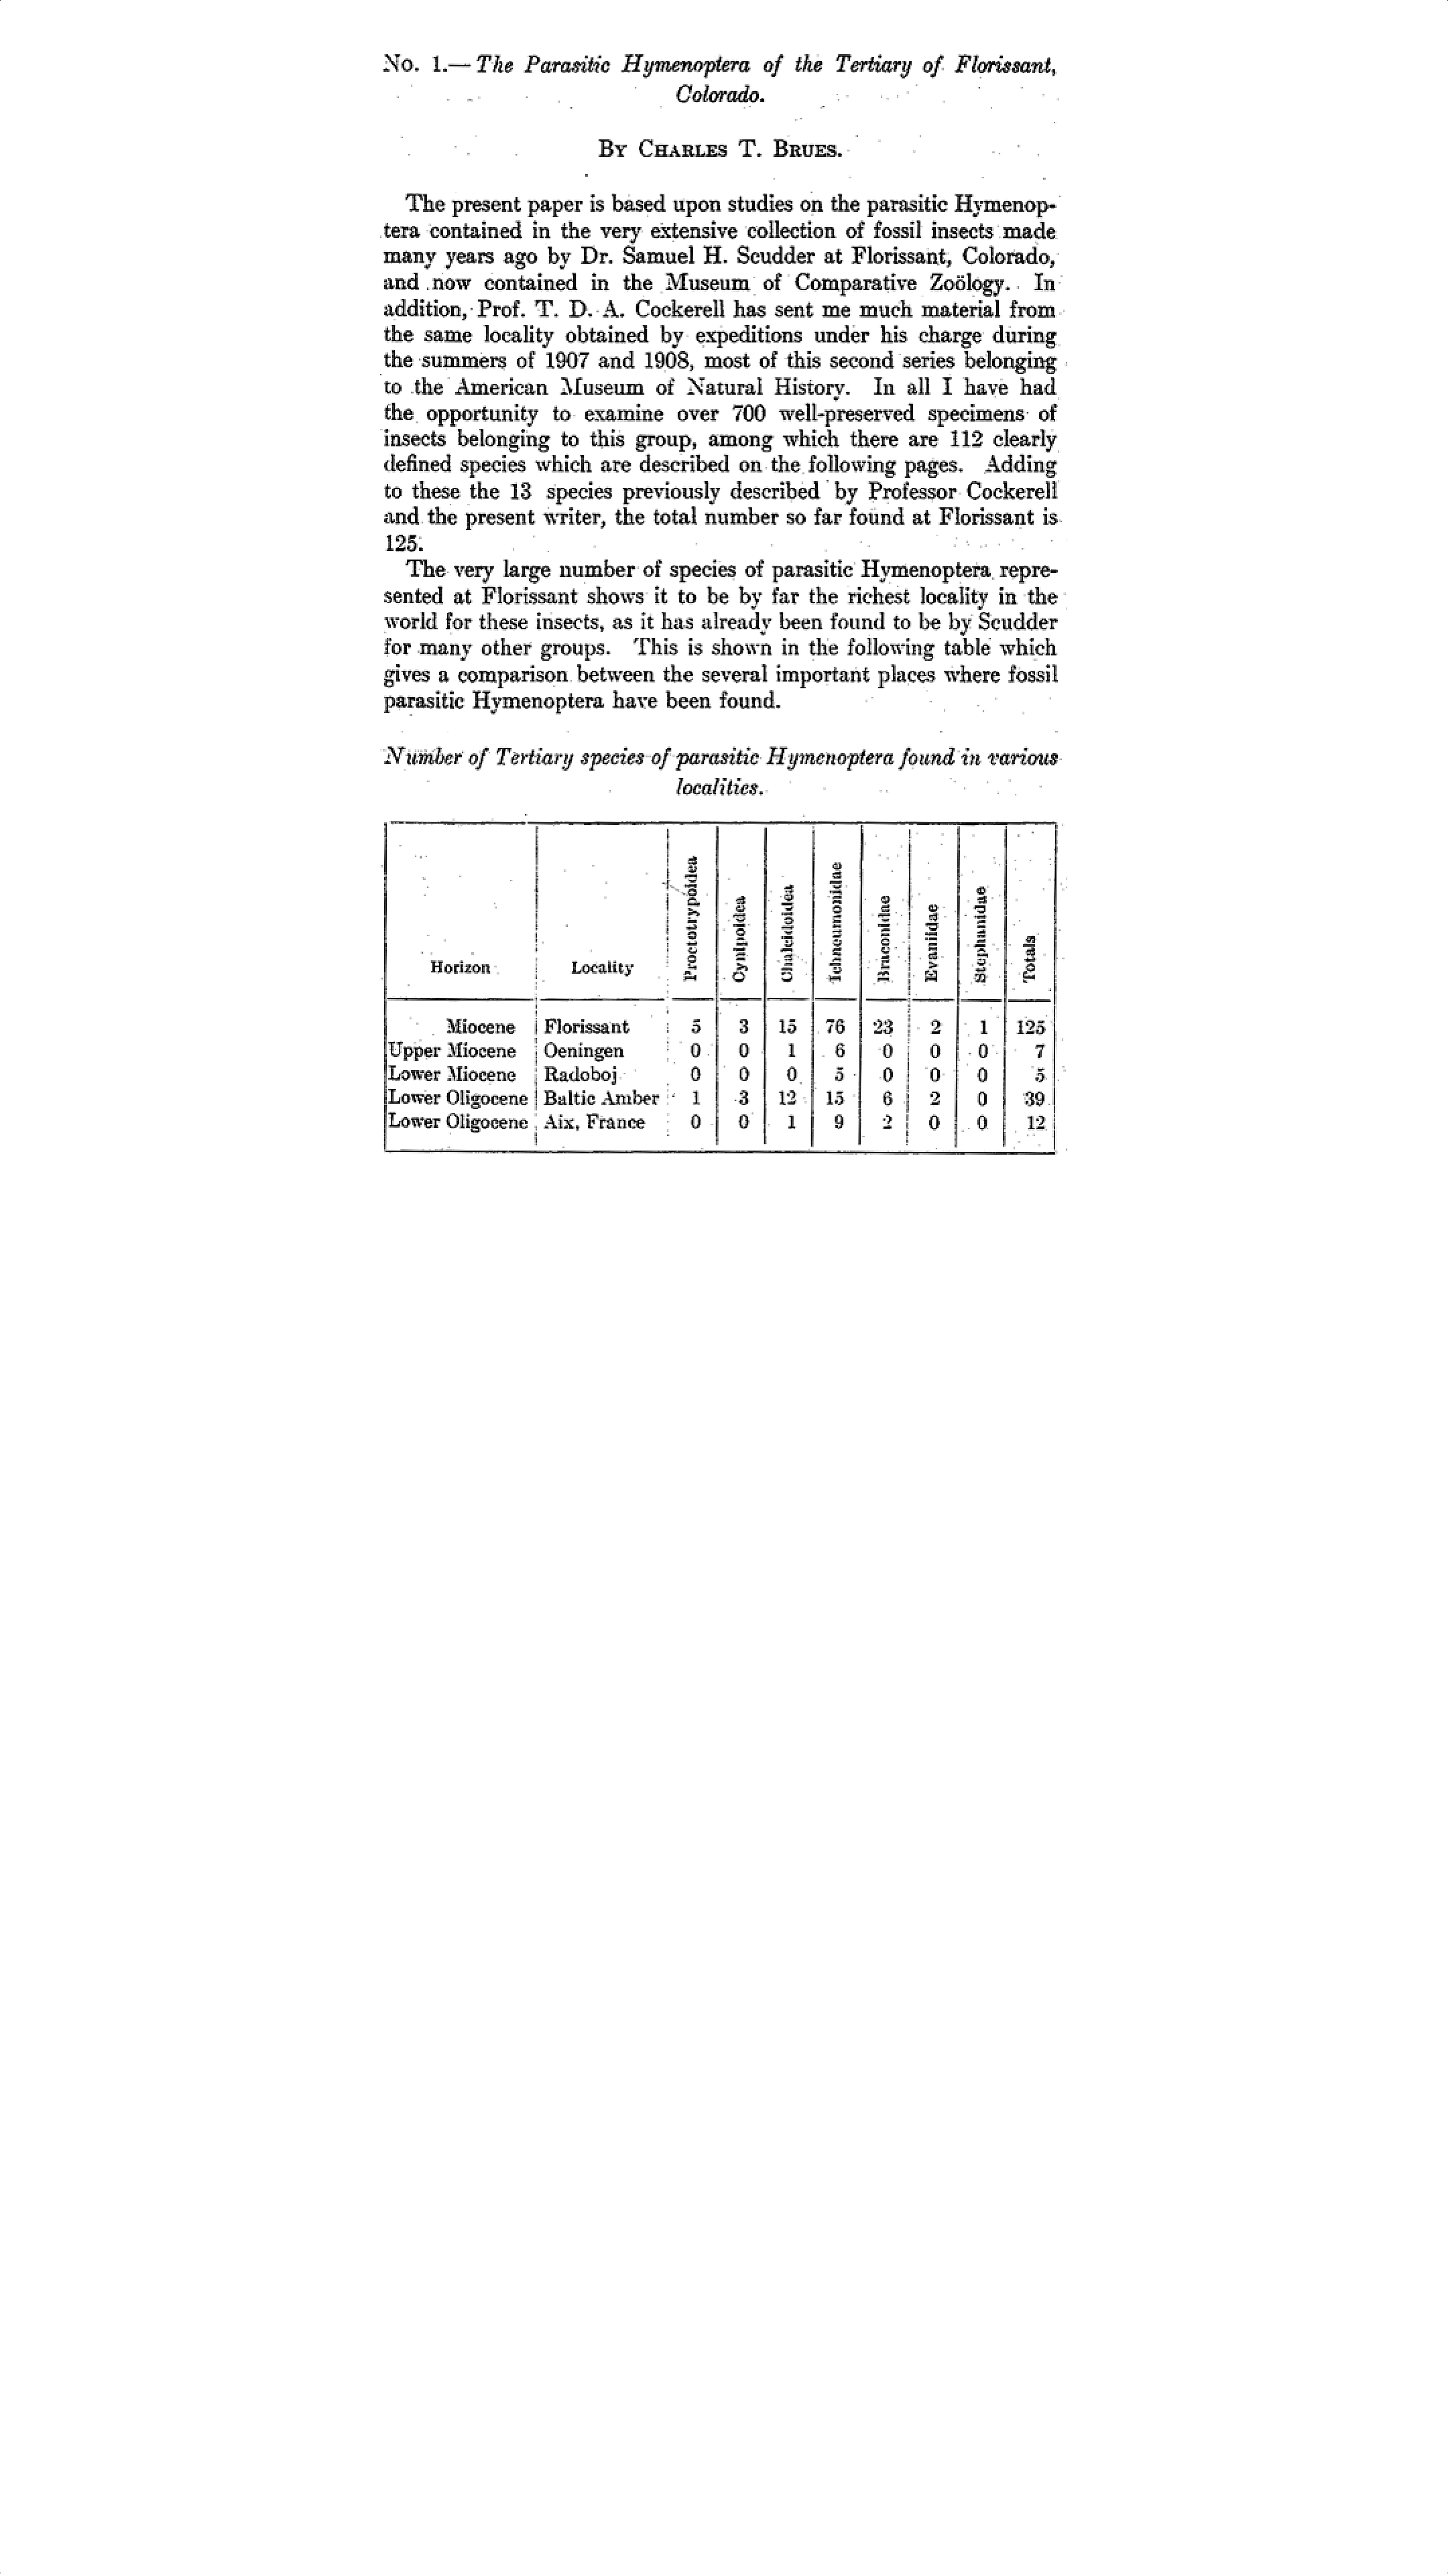 No. 1.— The Parasitic Hymenoptera of the Tertiary of Florissant,
Colorado.
By Charles T. Brues.
The present paper is based upon studies on the parasitic Hymenop-
tera contained in the very extensive collection of fossil insects made
many years ago by Dr. Samuel H. Scudder at Florissant, Colorado,
and now contained in the Museum of Comparative Zoölogy. In
addition, Prof. T. D. A. Cockerell has sent me much material from
the same locality obtained by expeditions under his charge during
the summers of 1907 and 1908, most of this second series belonging
to the American Museum of Natural History. In all I have had
the opportunity to examine over 700 well-preserved specimens of
insects belonging to this group, among which there are 112 clearly
defined species which are described on the following pages. Adding
to these the 13 species previously described by Professor Cockerell
and the present writer, the total number so far found at Florissant is
125.
The very large number of species of parasitic Hymenoptera repre-
sented at Florissant shows it to be by far the richest locality in the
world for these insects, as it has already been found to be by Scudder
for many other groups. This is shown in the following table which
gives a comparison between the several important places where fossil
parasitic Hymenoptera have been found.
Number of Tertiary species of parasitic Hymenoptera found in various
localities.
Horizon Locality Proctotrypoidea Cynipoidea Chalcidoidea Ichneumonidae Braconidae Evaniidae Stephanidae Totals
Miocene Florissant 5 3 15 76 23 2 1 125
Upper Miocene Oeningen 0 0 1 6 0 0 0 7
Lower Miocene Radoboj 0 0 0 5 0 0 0 5
Lower Oligocene Baltic Amber 1 3 12 15 6 2 0 39
Lower Oligocene Aix, France 0 0 1 9 2 0 0 12